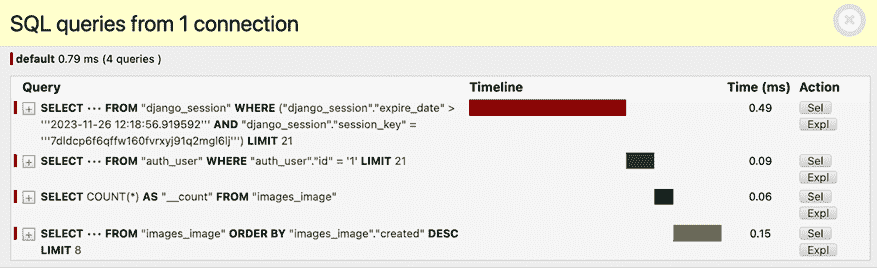 SQL queries from 1 connection
default 0.79 ms (4 queries )
Query Timeline Time (ms) Action
SELECT ••• FROM "django_session" WHERE ("django_session"."expire_date" > 0.49 Sel
'''2023-11-26 12:18:56.919592''' AND "django_session"."session_key" = Expl
'''7dldcp6f6qffw160fvrxyj91q2mgl6lj''') LIMIT 21
SELECT ••• FROM "auth_user" WHERE "auth_user"."id" = '1' LIMIT 21 0.09 Sel
Expl
SELECT COUNT(*) AS "__count" FROM "images_image" 0.06 Sel
Expl
SELECT ••• FROM "images_image" ORDER BY "images_image"."created" DESC 0.15 Sel
LIMIT 8 Expl